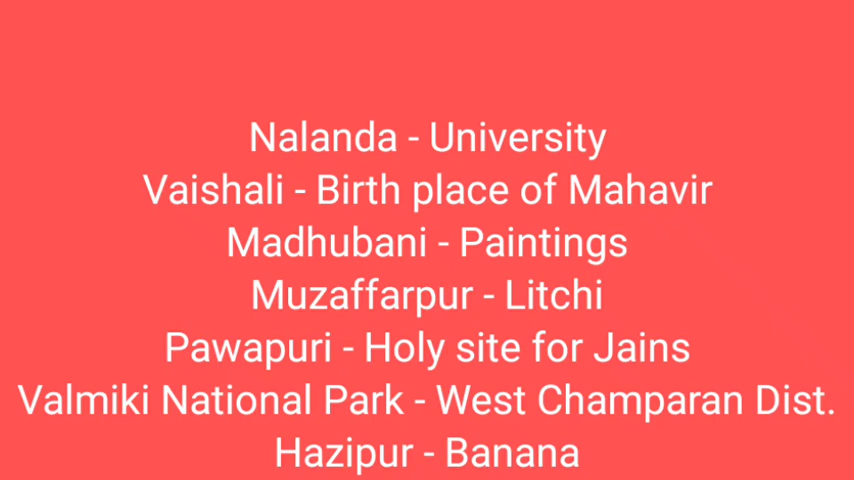 Nalanda - University
Vaishali - Birth place of Mahavir
Madhubani - Paintings
Muzaffarpur - Litchi
Pawapuri - Holy site for Jains
Valmiki National Park - West Champaran Dist.
Hazipur - Banana